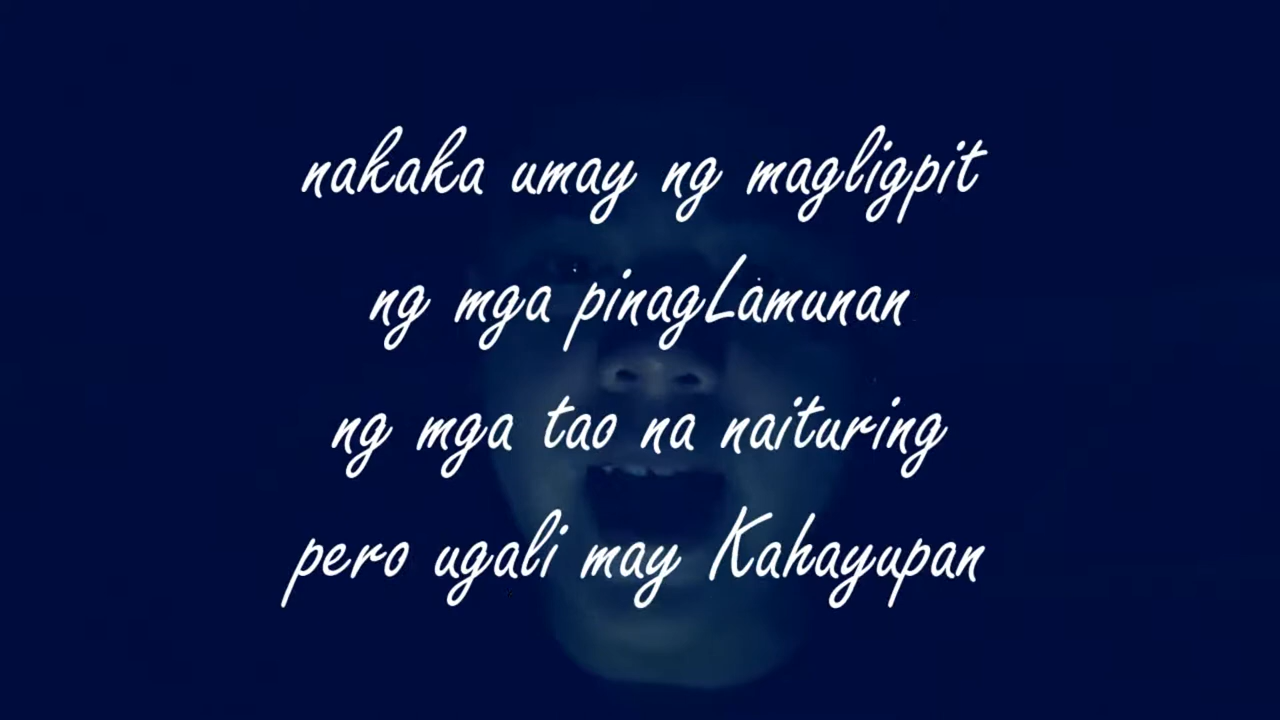 nakaka umay ng magligpit
ng mga pinagLamunan
ng mga tao na naituring
pero ugali may Kahayupan